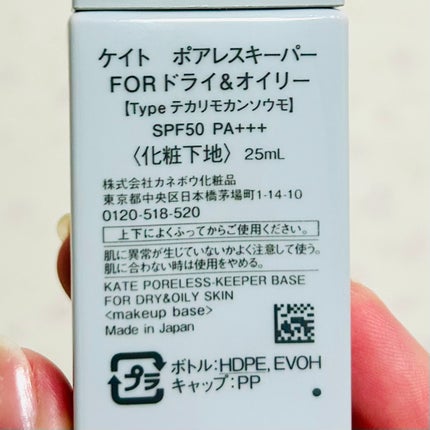 ケイト ポアレスキーパー
FORドライ&オイリー
【Type テカリモカンソウモ】
SPF50 PA+++
〈化粧下地〉 25mL
株式会社カネボウ化粧品
東京都中央区日本橋茅場町1-14-10
0120-518-520
上下によくふってからご使用ください。
肌に異常が生じていないかよく注意して使う。
肌に合わない時は使用をやめる。
KATE PORELESS-KEEPER BASE
FOR DRY&OILY SKIN
<makeup base>
Made in Japan
プラ
ボトル:HDPE, EVOH
キャップ:PP